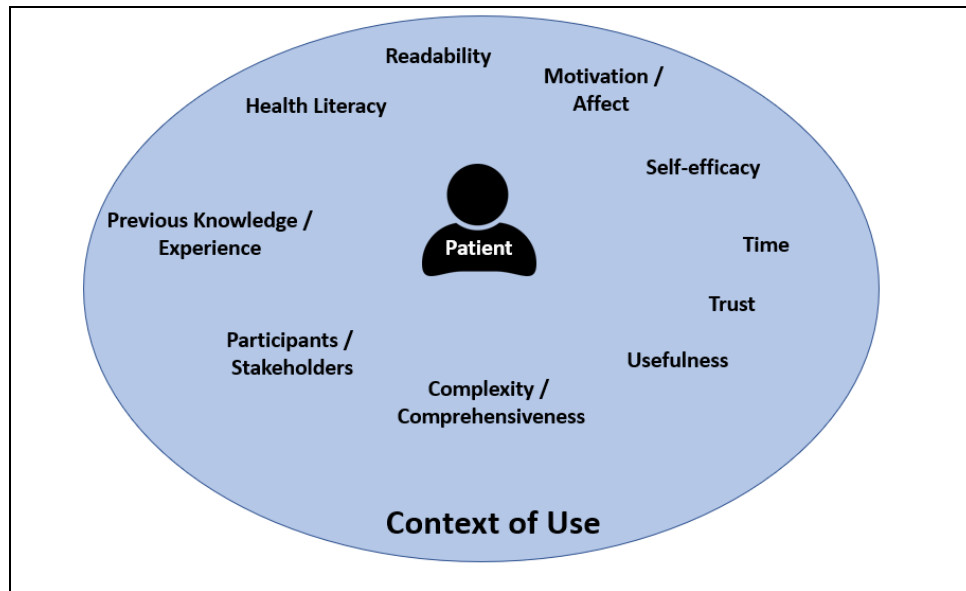 Readability
Motivation /
Affect
Health Literacy
Self-efficacy
Previous Knowledge /
Experience
Patient
Time
Trust
Participants /
Stakeholders
Usefulness
Complexity /
Comprehensiveness
Context of Use